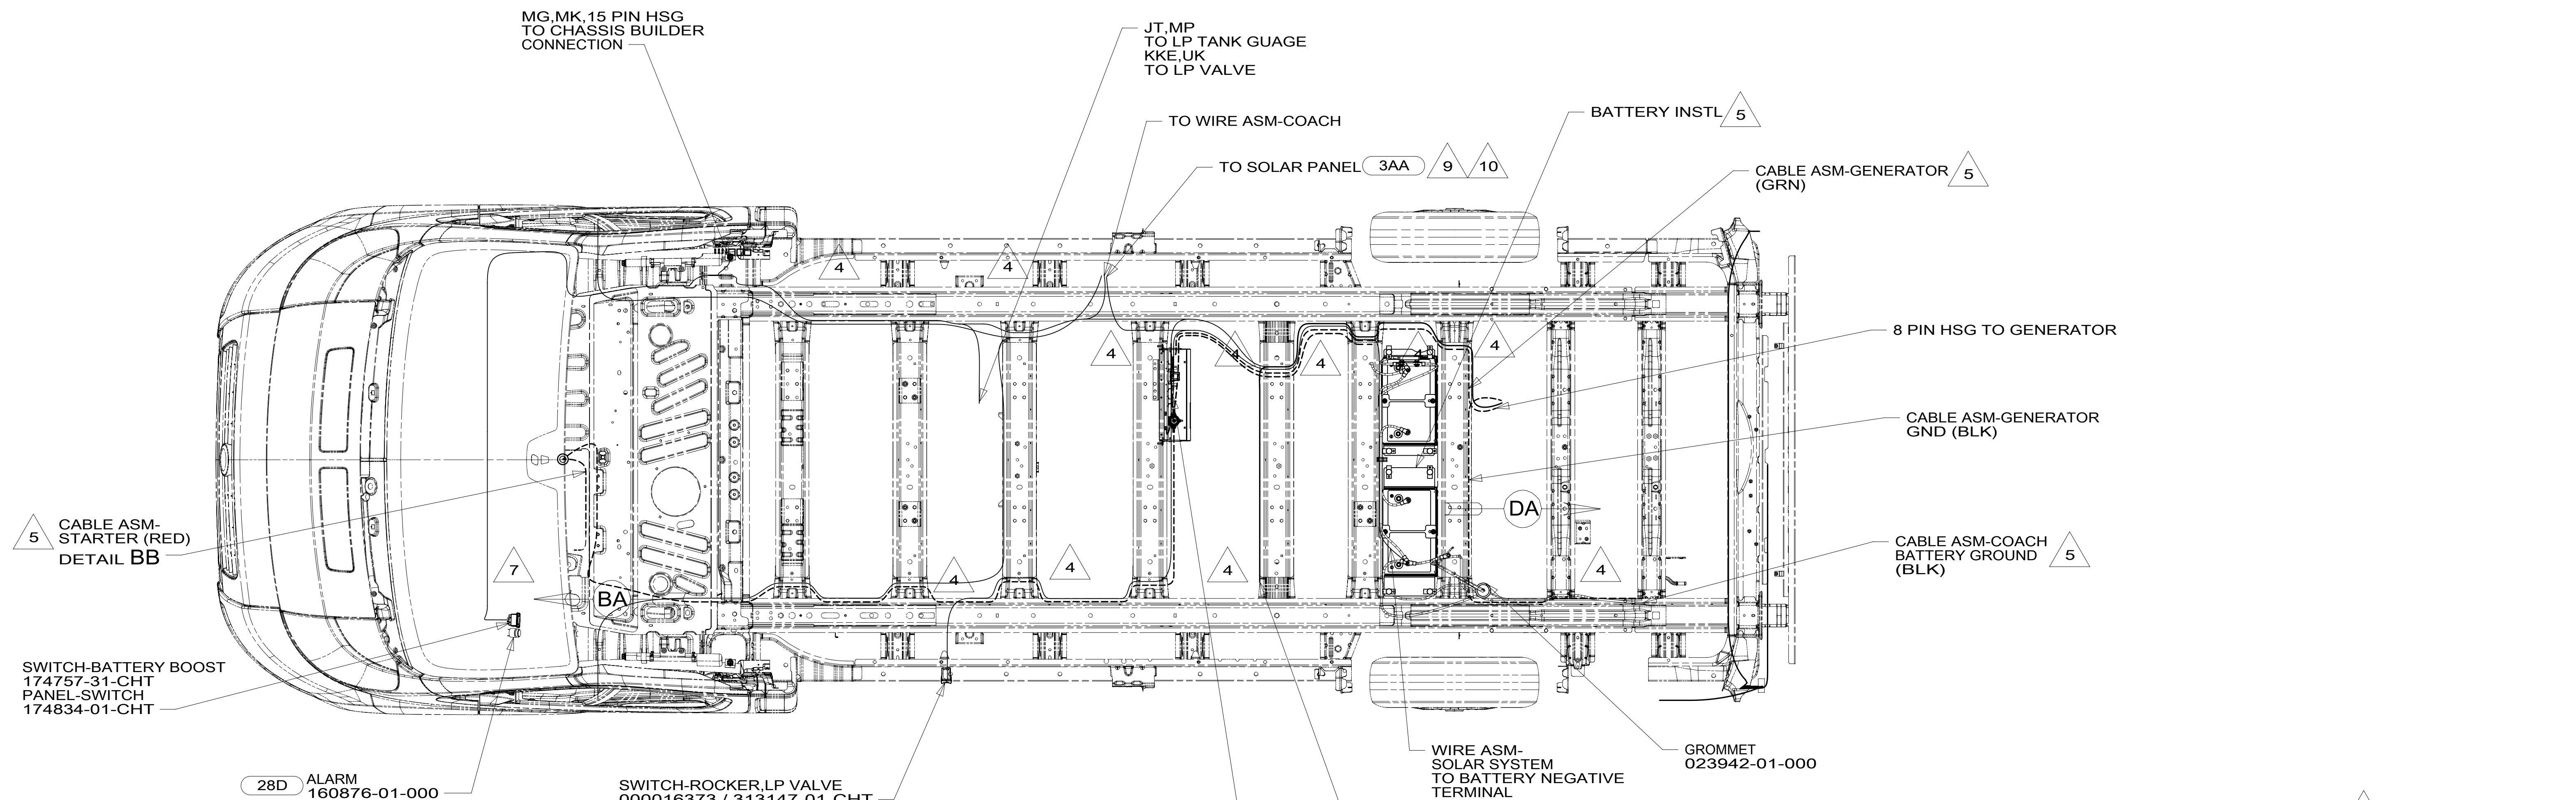 MG,MK,15 PIN HSG
TO CHASSIS BUILDER
CONNECTION
JT,MP
TO LP TANK GUAGE
KKE,UK
TO LP VALVE
TO WIRE ASM-COACH
TO SOLAR PANEL 3AA 9 10
BATTERY INSTL 5
CABLE ASM-GENERATOR 5
(GRN)
4
4
8 PIN HSG TO GENERATOR
4
4
4
4
4
CABLE ASM-GENERATOR
GND (BLK)
DA
5 CABLE ASM-
STARTER (RED)
DETAIL BB
CABLE ASM-COACH
BATTERY GROUND 5
(BLK)
7
4
4
4
4
BA
SWITCH-BATTERY BOOST
174757-31-CHT
PANEL-SWITCH
174834-01-CHT
28D ALARM
160876-01-000
SWITCH-ROCKER,LP VALVE
000016373 / 313147-01-CHT
WIRE ASM-
SOLAR SYSTEM
TO BATTERY NEGATIVE
TERMINAL
GROMMET
023942-01-000